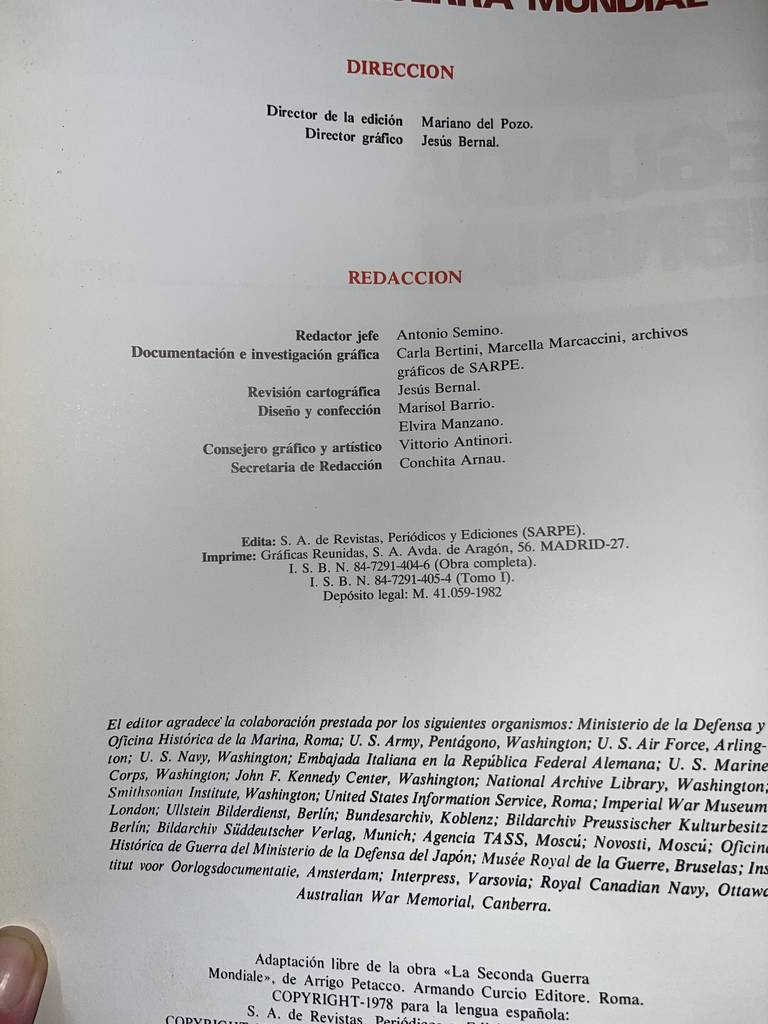 GUERRA MUNDIAL
DIRECCION
Director de la edición Mariano del Pozo.
Director gráfico Jesús Bernal.
REDACCION
Redactor jefe Antonio Semino.
Documentación e investigación gráfica Carla Bertini, Marcella Marcaccini, archivos
gráficos de SARPE.
Revisión cartográfica Jesús Bernal.
Diseño y confección Marisol Barrio.
Elvira Manzano.
Consejero gráfico y artístico Vittorio Antinori.
Secretaria de Redacción Conchita Arnau.
Edita: S. A. de Revistas, Periódicos y Ediciones (SARPE).
Imprime: Gráficas Reunidas, S. A. Avda. de Aragón, 56. MADRID-27.
I. S. B. N. 84-7291-404-6 (Obra completa).
I. S. B. N. 84-7291-405-4 (Tomo I).
Depósito legal: M. 41.059-1982
El editor agradece la colaboración prestada por los siguientes organismos: Ministerio de la Defensa y
Oficina Histórica de la Marina, Roma; U. S. Army, Pentágono, Washington; U. S. Air Force, Arling-
ton; U. S. Navy, Washington; Embajada Italiana en la República Federal Alemana; U. S. Marine
Corps, Washington; John F. Kennedy Center, Washington; National Archive Library, Washington;
Smithsonian Institute, Washington; United States Information Service, Roma; Imperial War Museum
London; Ullstein Bilderdienst, Berlín; Bundesarchiv, Koblenz; Bildarchiv Preussischer Kulturbesitz
Berlín; Bildarchiv Süddeutscher Verlag, Munich; Agencia TASS, Moscú; Novosti, Moscú; Oficin
Histórica de Guerra del Ministerio de la Defensa del Japón; Musée Royal de la Guerre, Bruselas; Ins
titut voor Oorlogsdocumentatie, Amsterdam; Interpress, Varsovia; Royal Canadian Navy, Ottawa
Australian War Memorial, Canberra.
Adaptación libre de la obra «La Seconda Guerra
Mondiale», de Arrigo Petacco. Armando Curcio Editore. Roma.
COPYRIGHT-1978 para la lengua española:
S. A. de Revistas, Periódicos